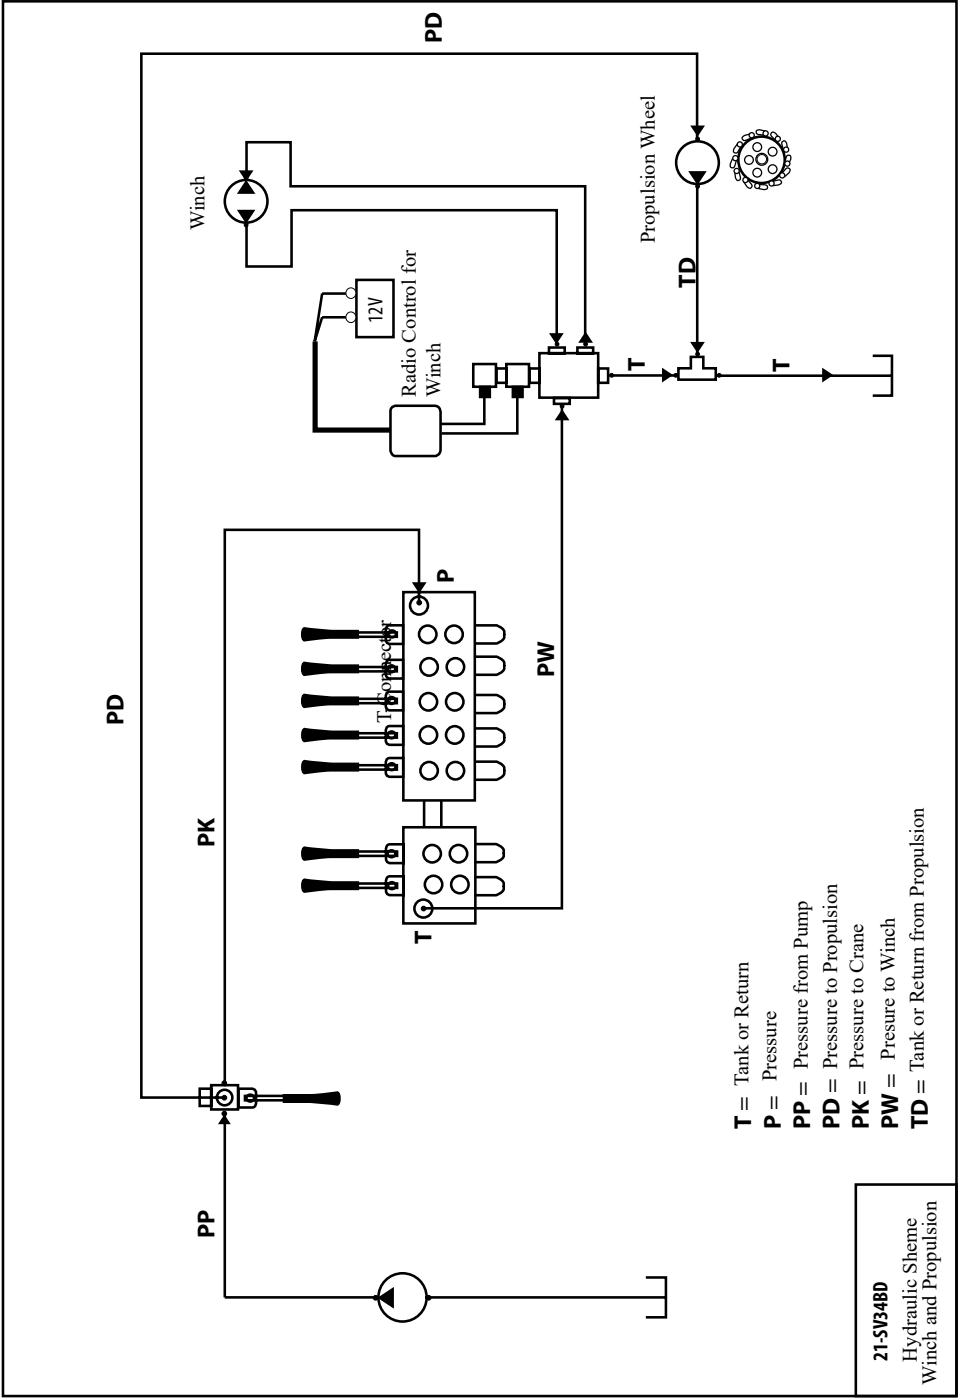 PD
PD
Winch
Propulsion Wheel
TD
12V
Radio Control for
Winch
T
T
P
T-Connecter
PW
PK
T
PP
T = Tank or Return
P = Pressure
PP = Pressure from Pump
PD = Pressure to Propulsion
PK = Pressure to Crane
PW = Presure to Winch
TD = Tank or Return from Propulsion
21-SV34BD
Hydraulic Sheme
Winch and Propulsion